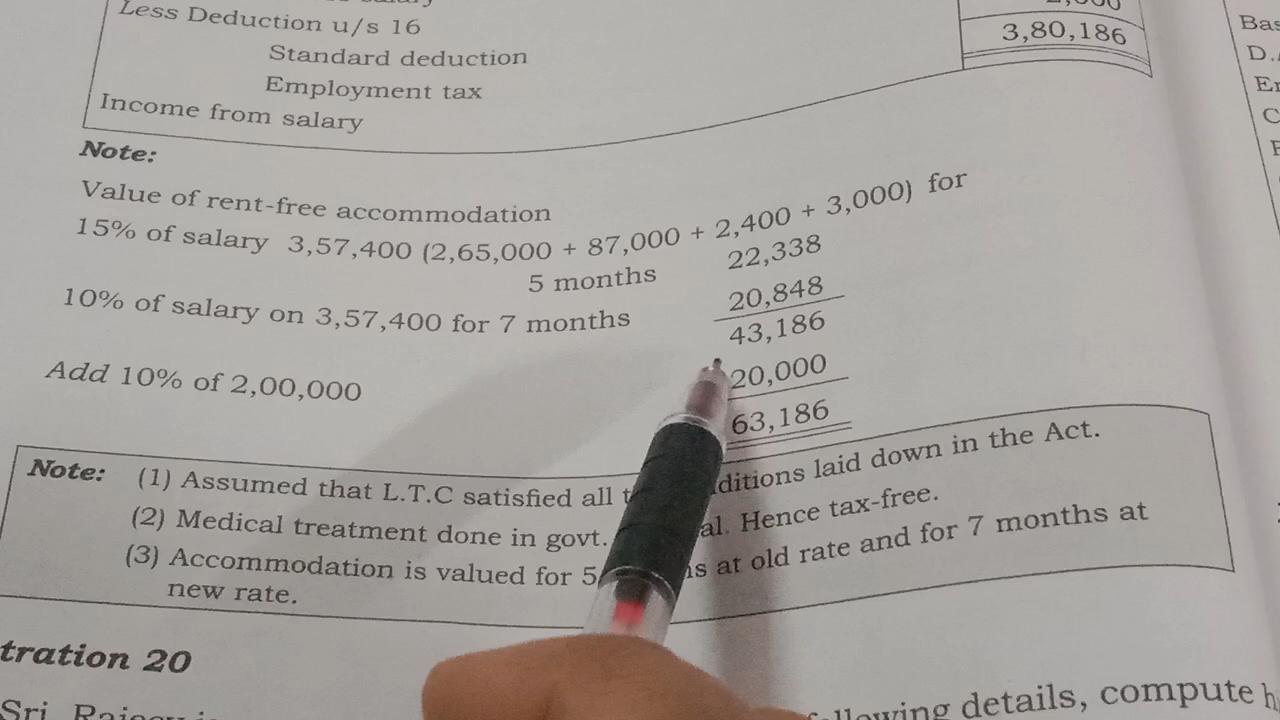 Less Deduction u/s 16
3,80,186
Standard deduction
Employment tax
Income from salary
Note:
Value of rent-free accommodation
15% of salary 3,57,400 (2,65,000 + 87,000 + 2,400 + 3,000) for
5 months 22,338
10% of salary on 3,57,400 for 7 months 20,848
43,186
Add 10% of 2,00,000 20,000
63,186
Note: (1) Assumed that L.T.C satisfied all ditions laid down in the Act.
(2) Medical treatment done in govt. al. Hence tax-free.
(3) Accommodation is valued for 5 s at old rate and for 7 months at
new rate.
tration 20
Sri following details, compute
Bas
D.